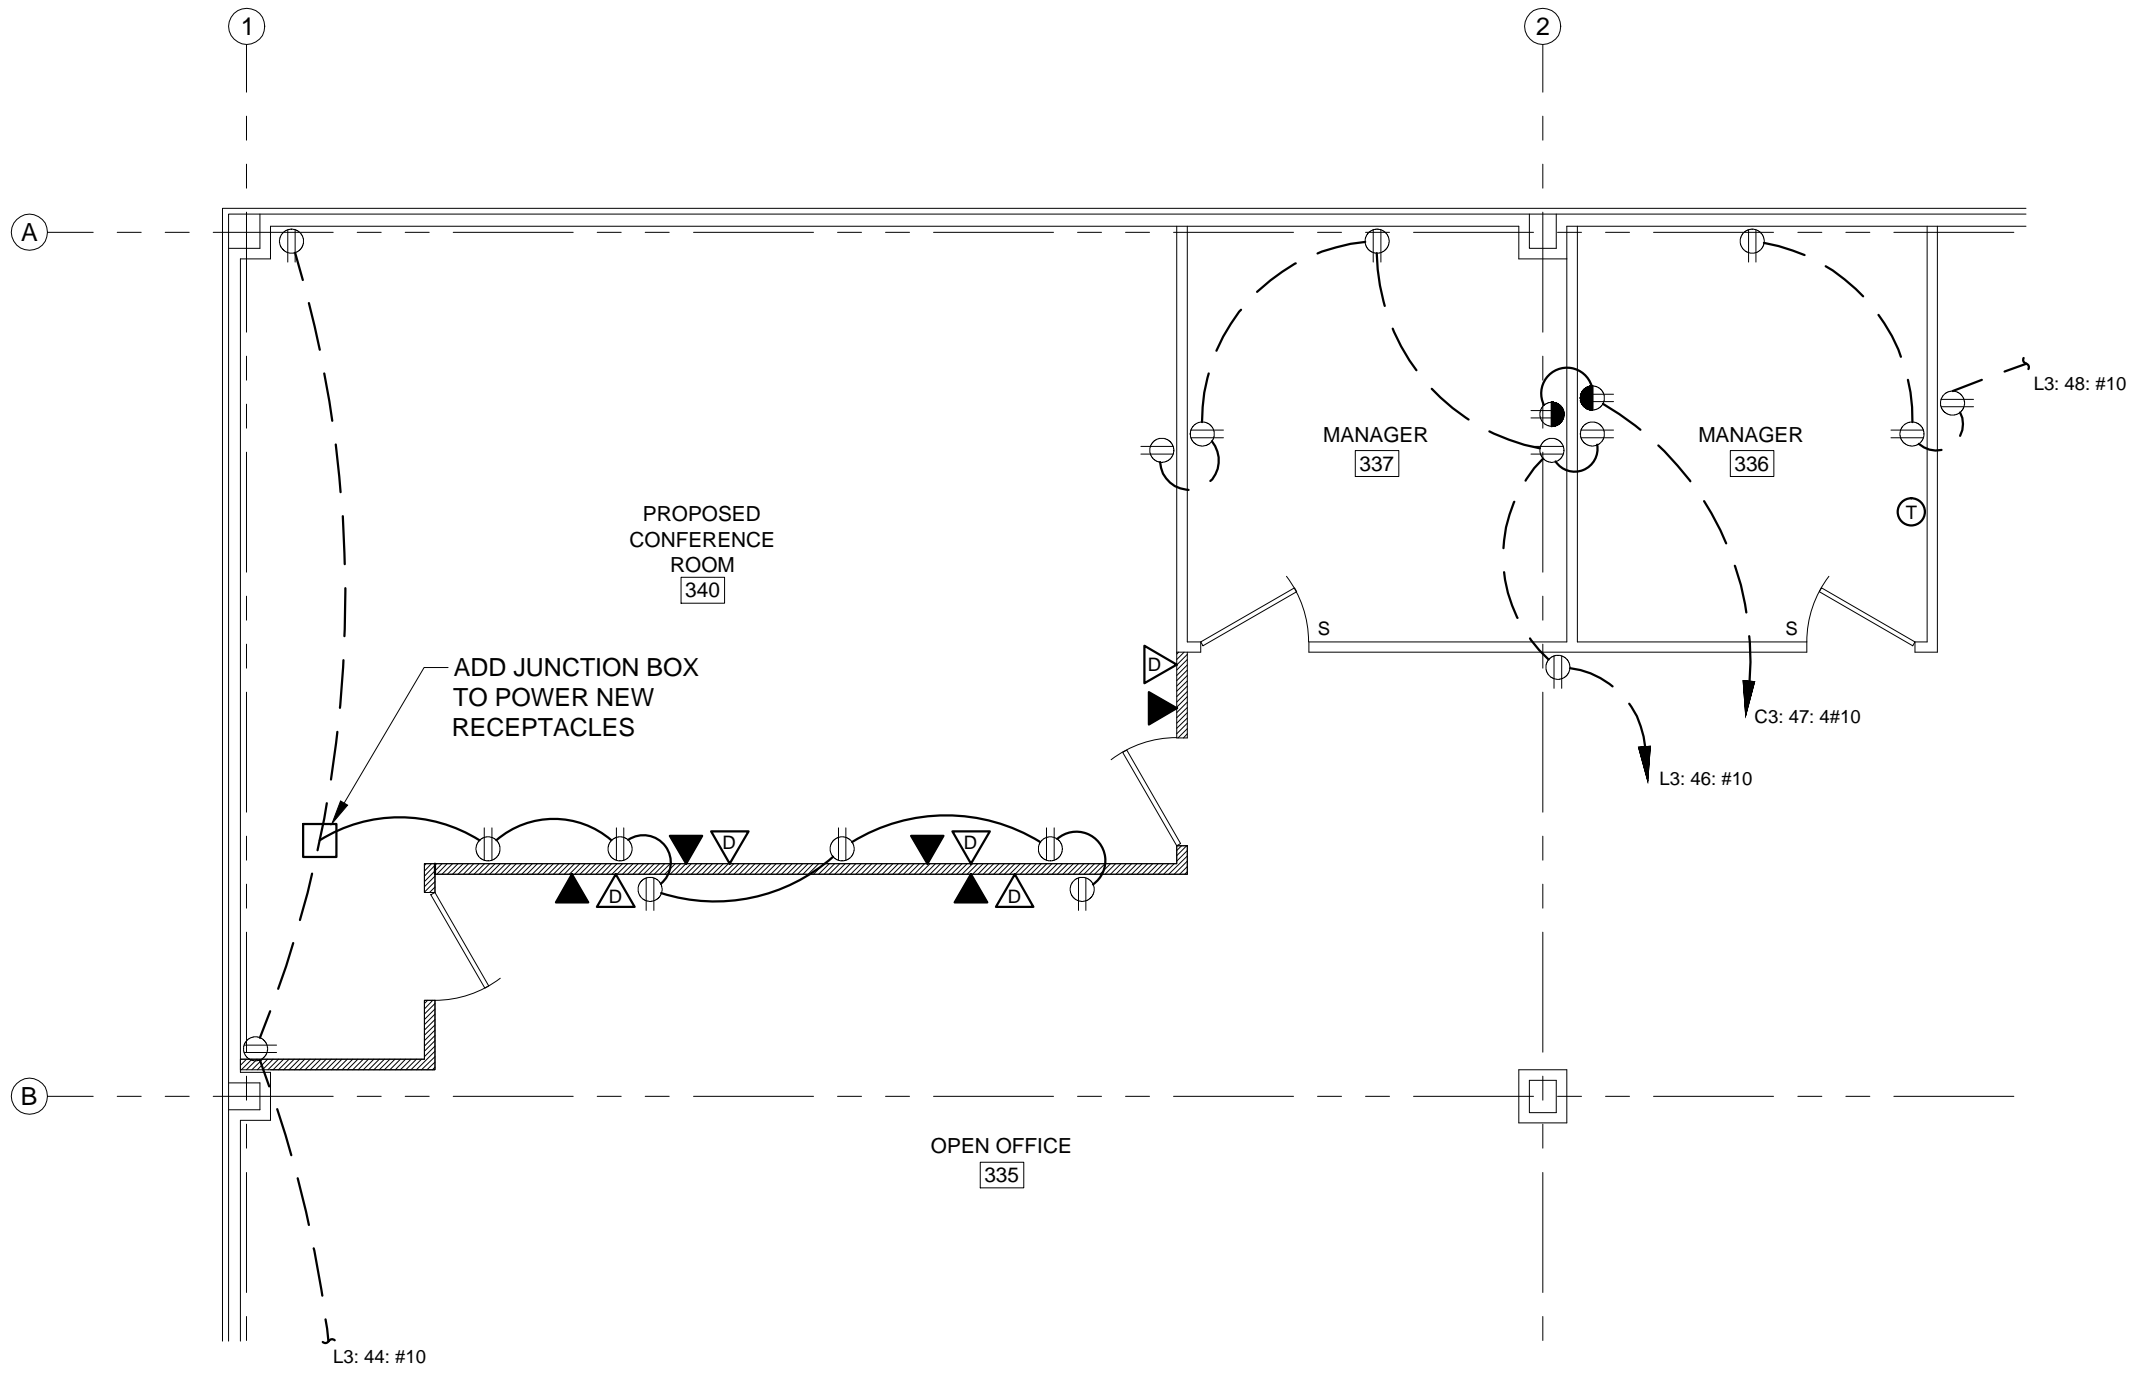 1
2
A
L3: 48: #10
MANAGER
337
MANAGER
336
T
PROPOSED
CONFERENCE
ROOM
340
S
S
D
ADD JUNCTION BOX
TO POWER NEW
RECEPTACLES
C3: 47: 4#10
L3: 46: #10
D
D
D
D
B
OPEN OFFICE
335
L3: 44: #10